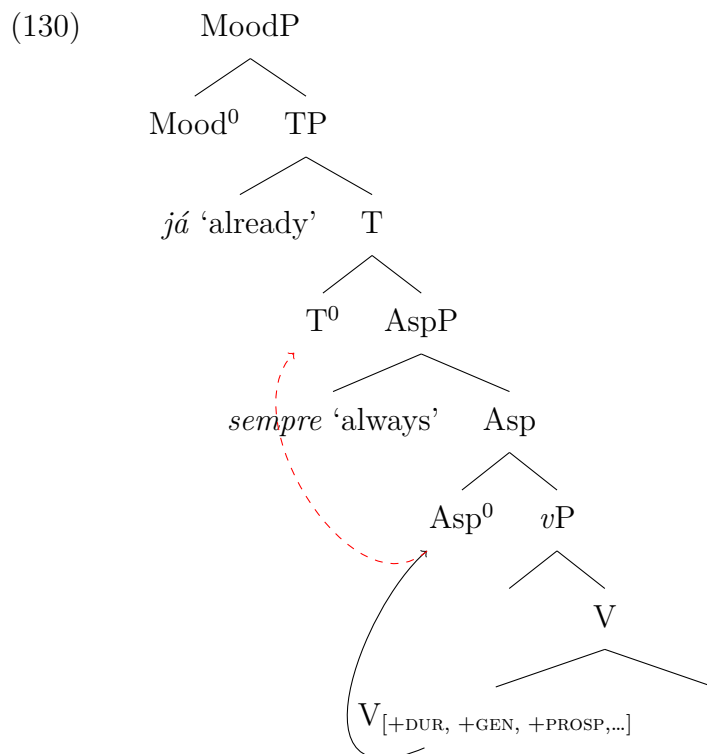 (130) MoodP
Mood⁰ TP
já ‘already’ T
T⁰ AspP
sempre ‘always’ Asp
Asp⁰ vP
V
V[+DUR, +GEN, +PROSP,...]